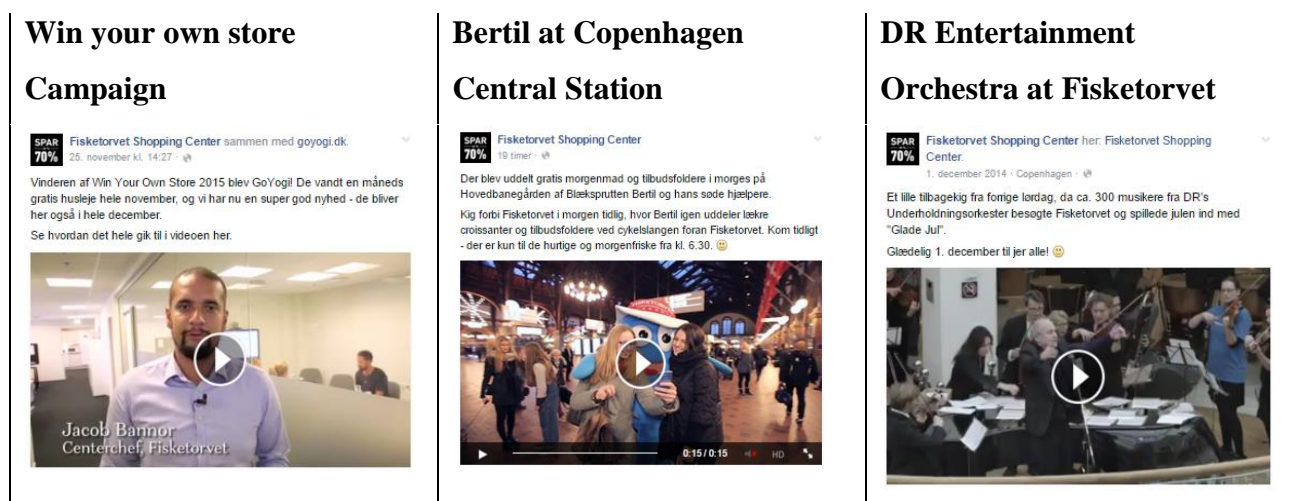 Win your own store
Campaign
SPAR
70%
Fisketorvet Shopping Center sammen med goyogi.dk.
25. november kl. 14:27 ·
Vinderen af Win Your Own Store 2015 blev GoYogi! De vandt en måneds
gratis husleje hele november, og vi har nu en super god nyhed - de bliver
her også i hele december.
Se hvordan det hele gik til i videoen her.
Jacob Bannor
Centerchef, Fisketorvet
Bertil at Copenhagen
Central Station
SPAR
70%
Fisketorvet Shopping Center
19 timer ·
Der blev uddelt gratis morgenmad og tilbudsfoldere i morges på
Hovedbanegården af Blæksprutten Bertil og hans søde hjælpere.
Kig forbi Fisketorvet i morgen tidlig, hvor Bertil igen uddeler lækre
croissanter og tilbudsfoldere ved cykelslangen foran Fisketorvet. Kom tidligt
- der er kun til de hurtige og morgenfriske fra kl. 6.30. 🙂
0:15/0:15 HD
DR Entertainment
Orchestra at Fisketorvet
SPAR
70%
Fisketorvet Shopping Center her: Fisketorvet Shopping
Center.
1. december 2014 · Copenhagen ·
Et lille tilbagekig fra forrige lørdag, da ca. 300 musikere fra DR's
Underholdningsorkester besøgte Fisketorvet og spillede julen ind med
"Glade Jul".
Glædelig 1. december til jer alle! 🙂